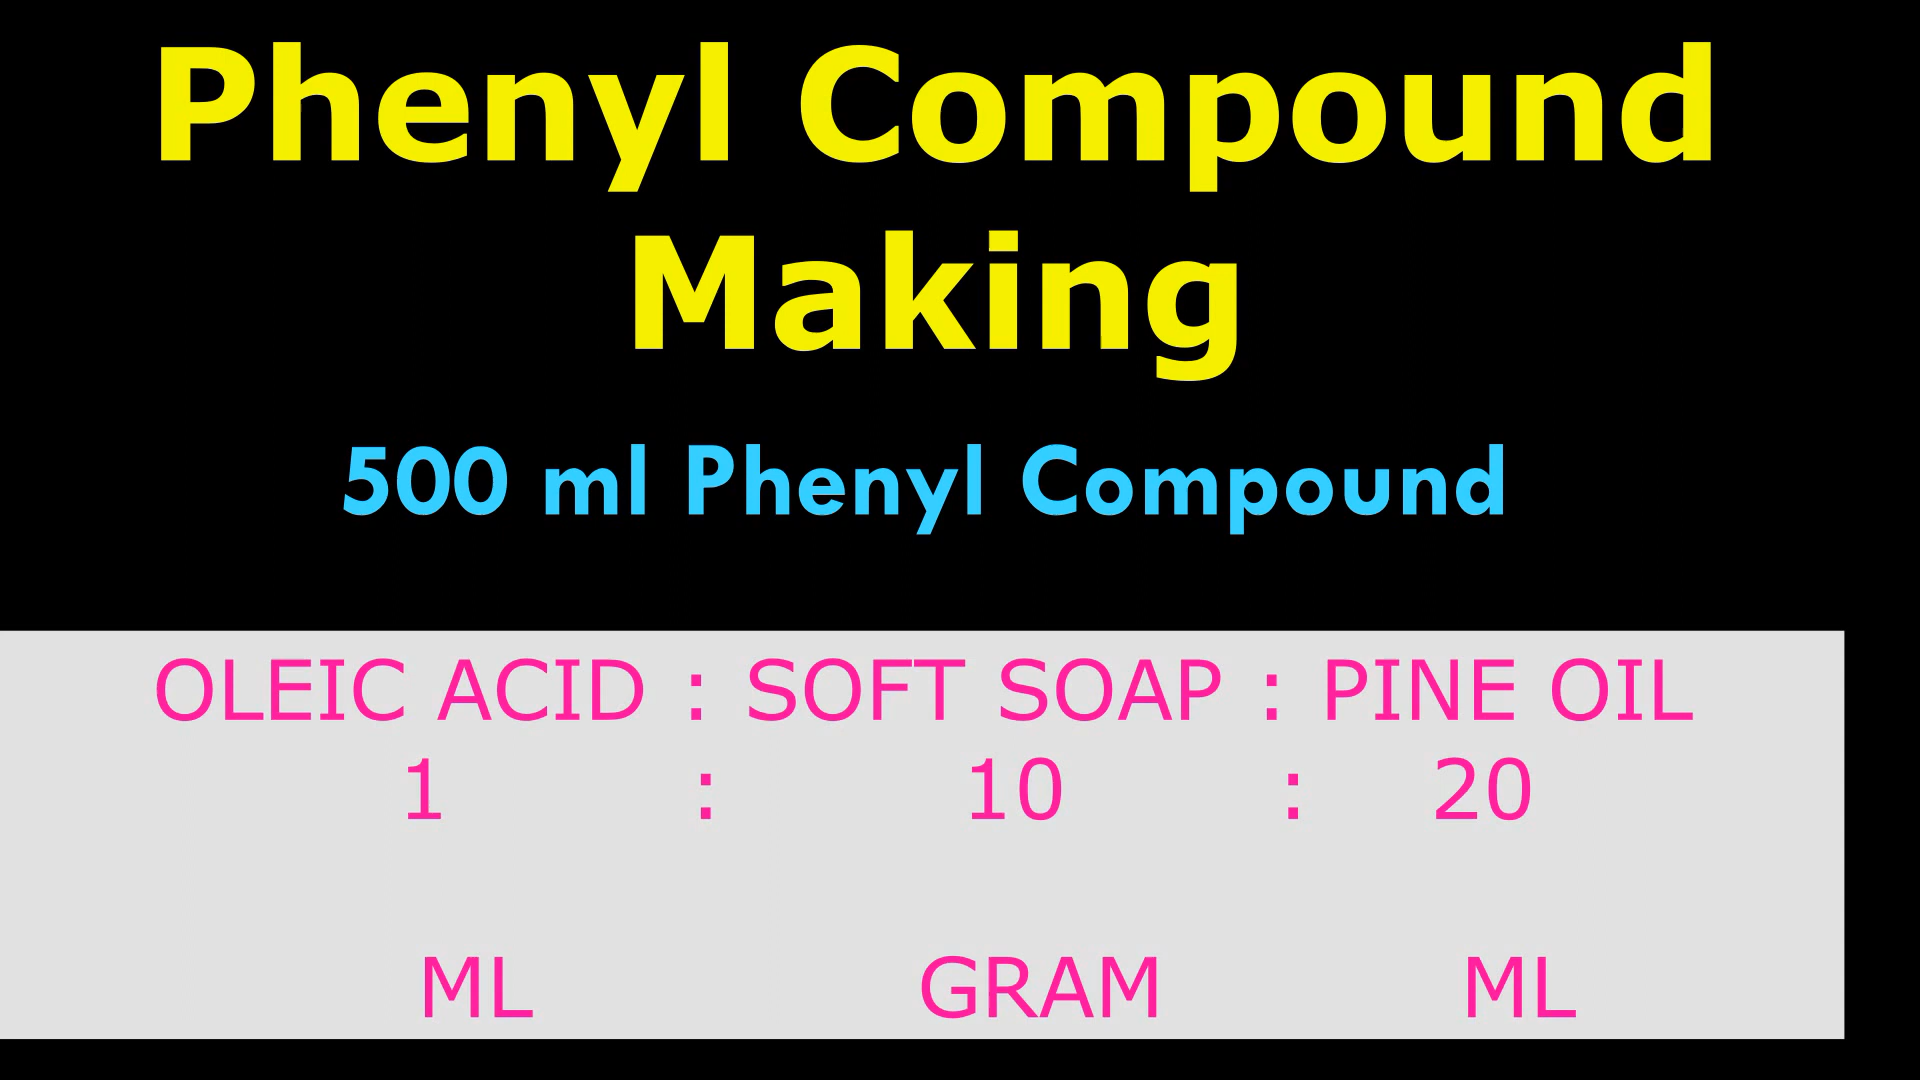 Phenyl Compound
Making
500 ml Phenyl Compound
OLEIC ACID : SOFT SOAP : PINE OIL
1 : 10 : 20
ML GRAM ML